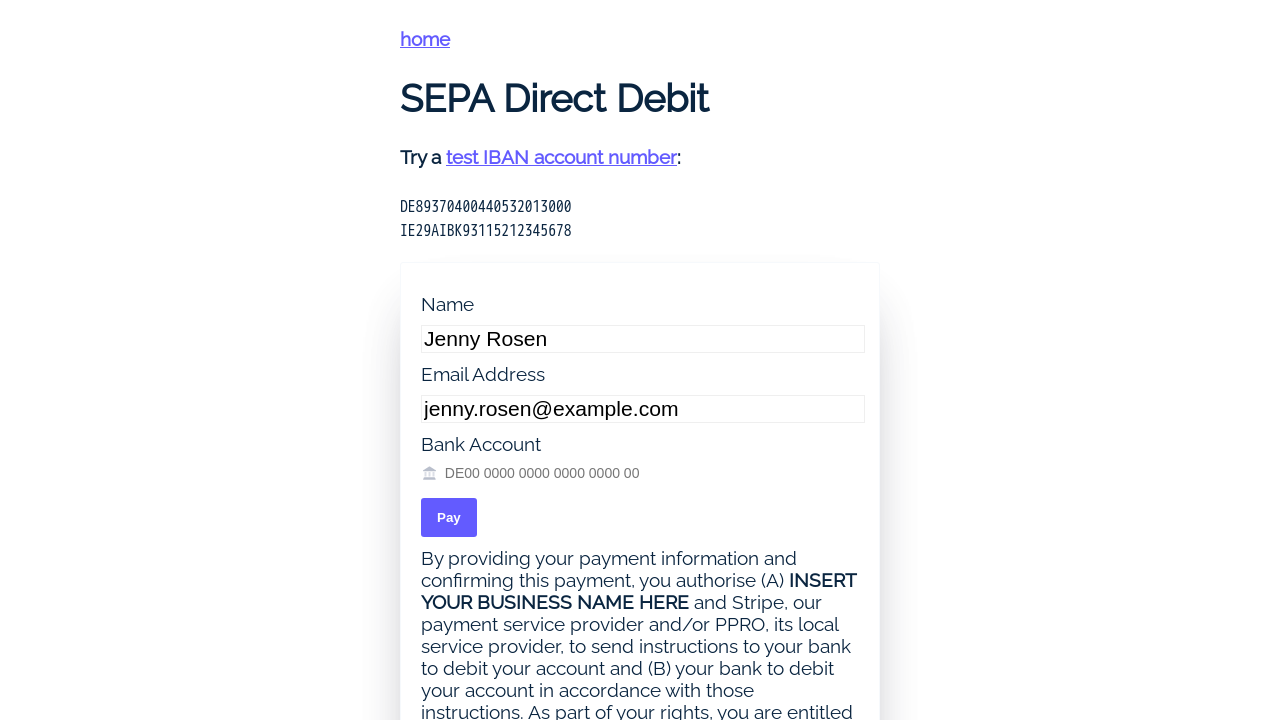 home
SEPA Direct Debit
Try a test IBAN account number:
DE89370400440532013000
IE29AIBK93115212345678
Name
Jenny Rosen
Email Address
jenny.rosen@example.com
Bank Account
DE00 0000 0000 0000 0000 00
Pay
By providing your payment information and
confirming this payment, you authorise (A) INSERT
YOUR BUSINESS NAME HERE and Stripe, our
payment service provider and/or PPRO, its local
service provider, to send instructions to your bank
to debit your account and (B) your bank to debit
your account in accordance with those
instructions. As part of your rights, you are entitled